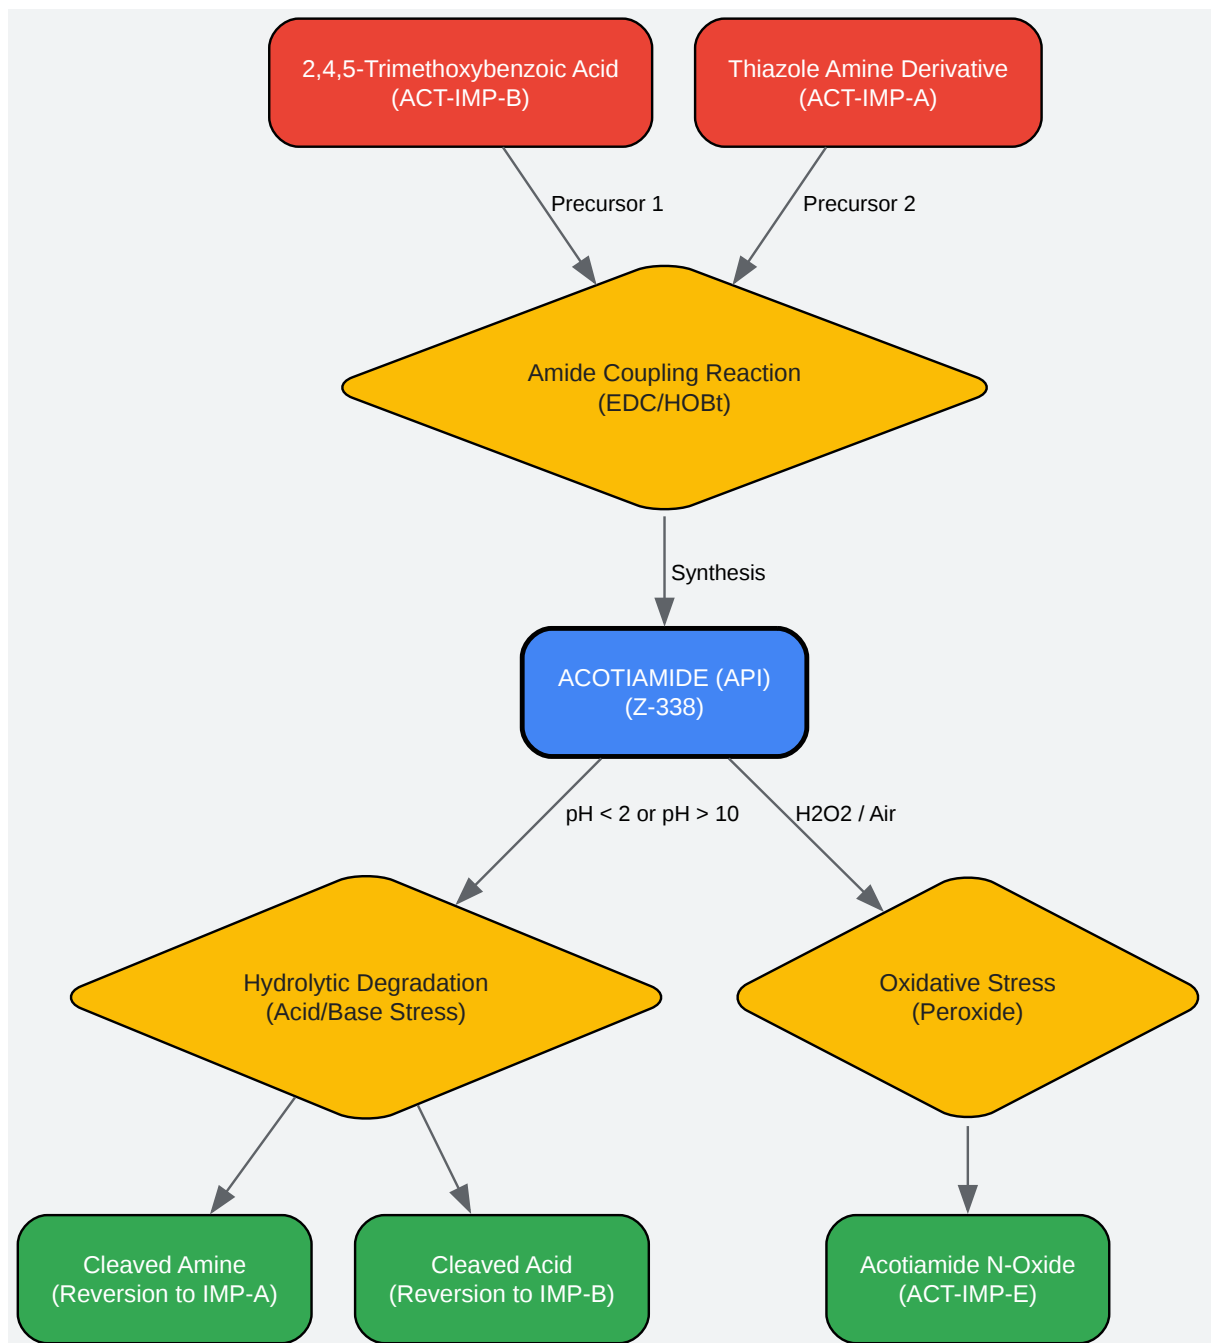 2,4,5-Trimethoxybenzoic Acid
(ACT-IMP-B)
Thiazole Amine Derivative
(ACT-IMP-A)
Precursor 1
Precursor 2
Amide Coupling Reaction
(EDC/HOBt)
Synthesis
ACOTIAMIDE (API)
(Z-338)
pH < 2 or pH > 10
H2O2 / Air
Hydrolytic Degradation
(Acid/Base Stress)
Oxidative Stress
(Peroxide)
Cleaved Amine
(Reversion to IMP-A)
Cleaved Acid
(Reversion to IMP-B)
Acotiamide N-Oxide
(ACT-IMP-E)